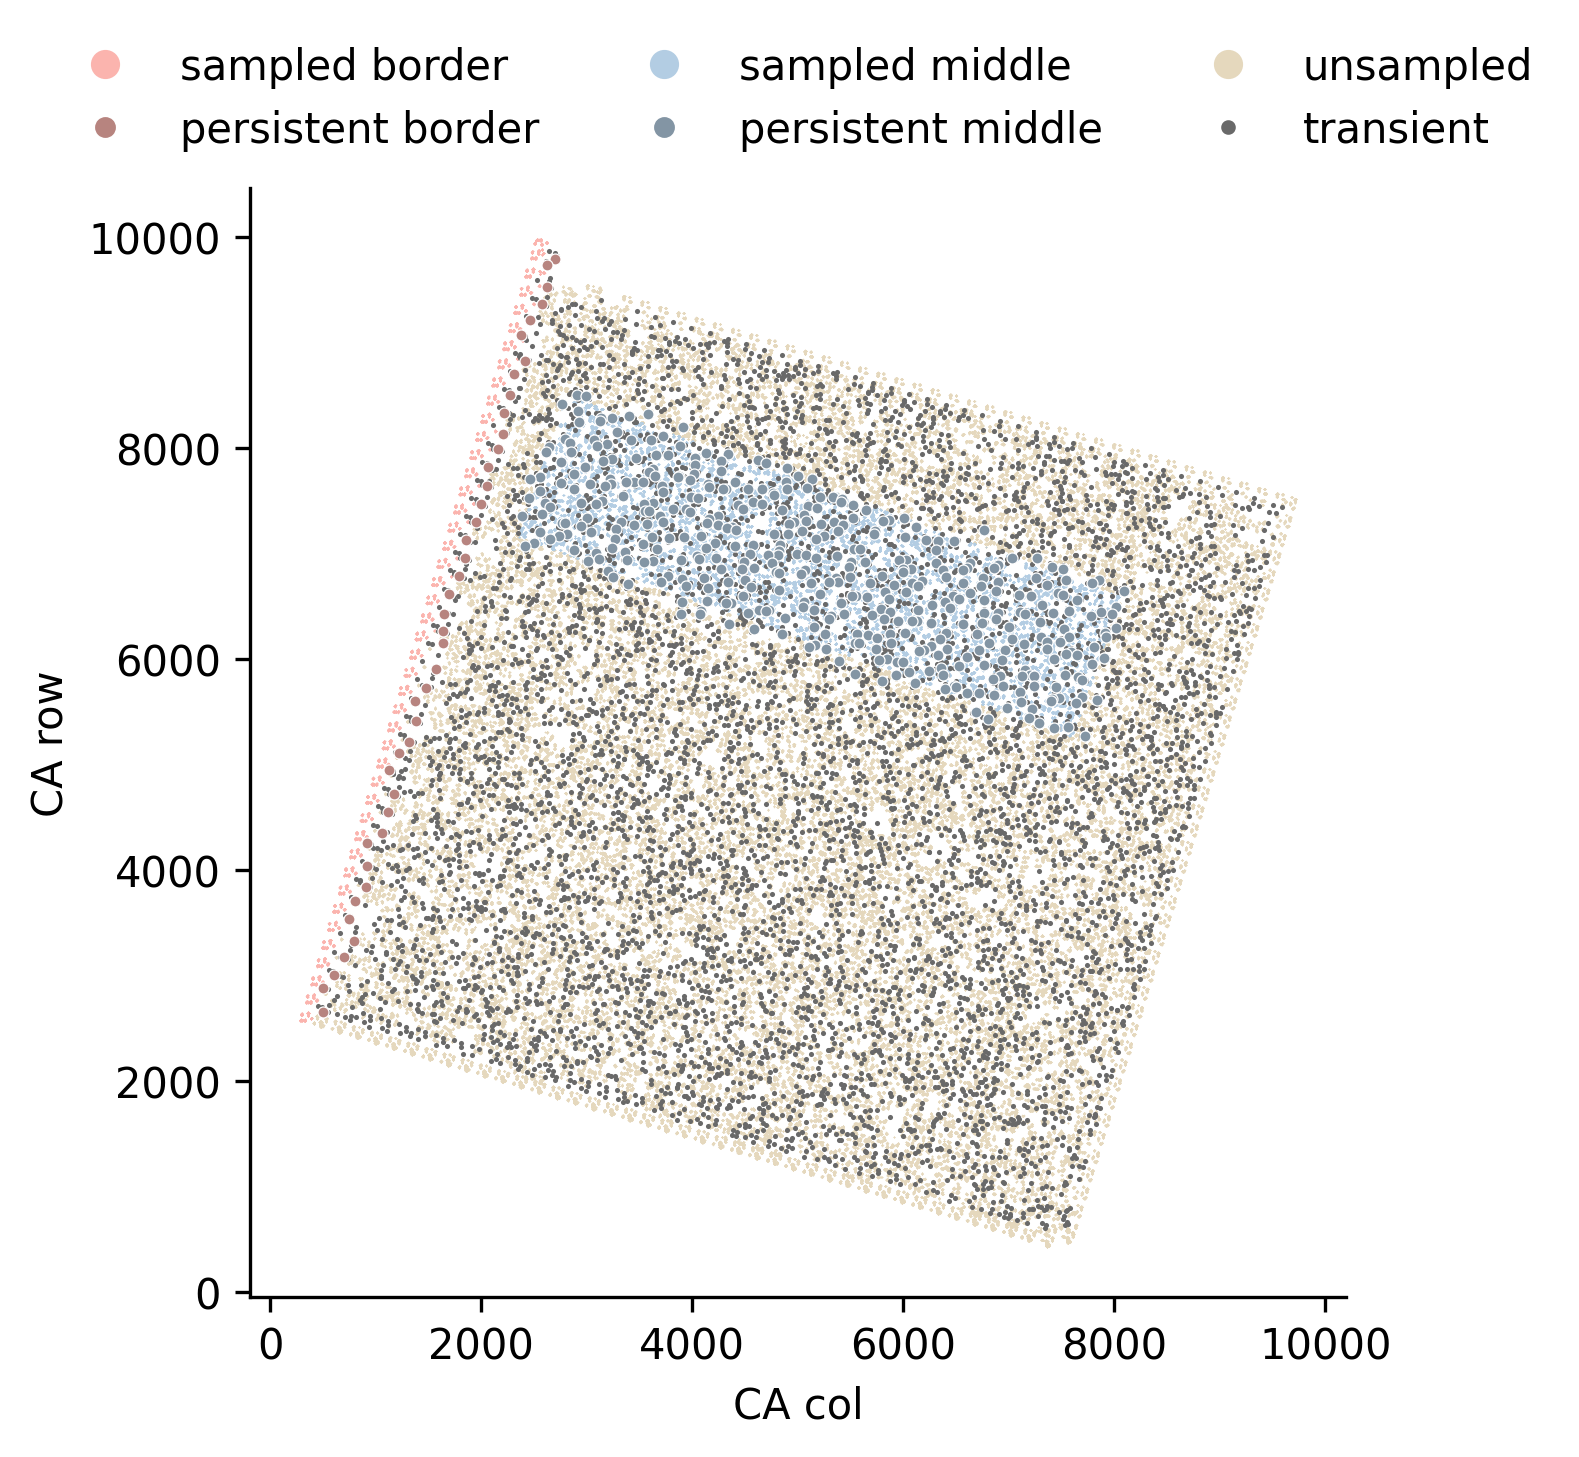 sampled border sampled middle unsampled
persistent border persistent middle transient
10000
8000
6000
4000
2000
0
CA row
0 2000 4000 6000 8000 10000
CA col